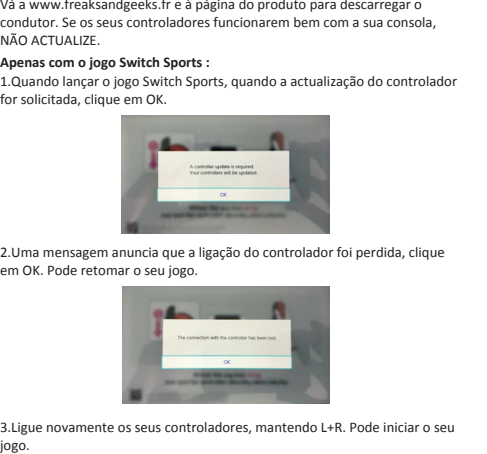 Vá a www.freaksandgeeks.fr e à página do produto para descarregar o
condutor. Se os seus controladores funcionarem bem com a sua consola,
NÃO ACTUALIZE.
Apenas com o jogo Switch Sports :
1.Quando lançar o jogo Switch Sports, quando a actualização do controlador
for solicitada, clique em OK.
A controller update is required.
Your controllers will be updated.
OK
2.Uma mensagem anuncia que a ligação do controlador foi perdida, clique
em OK. Pode retomar o seu jogo.
The connection with the controller has been lost.
OK
3.Ligue novamente os seus controladores, mantendo L+R. Pode iniciar o seu
jogo.